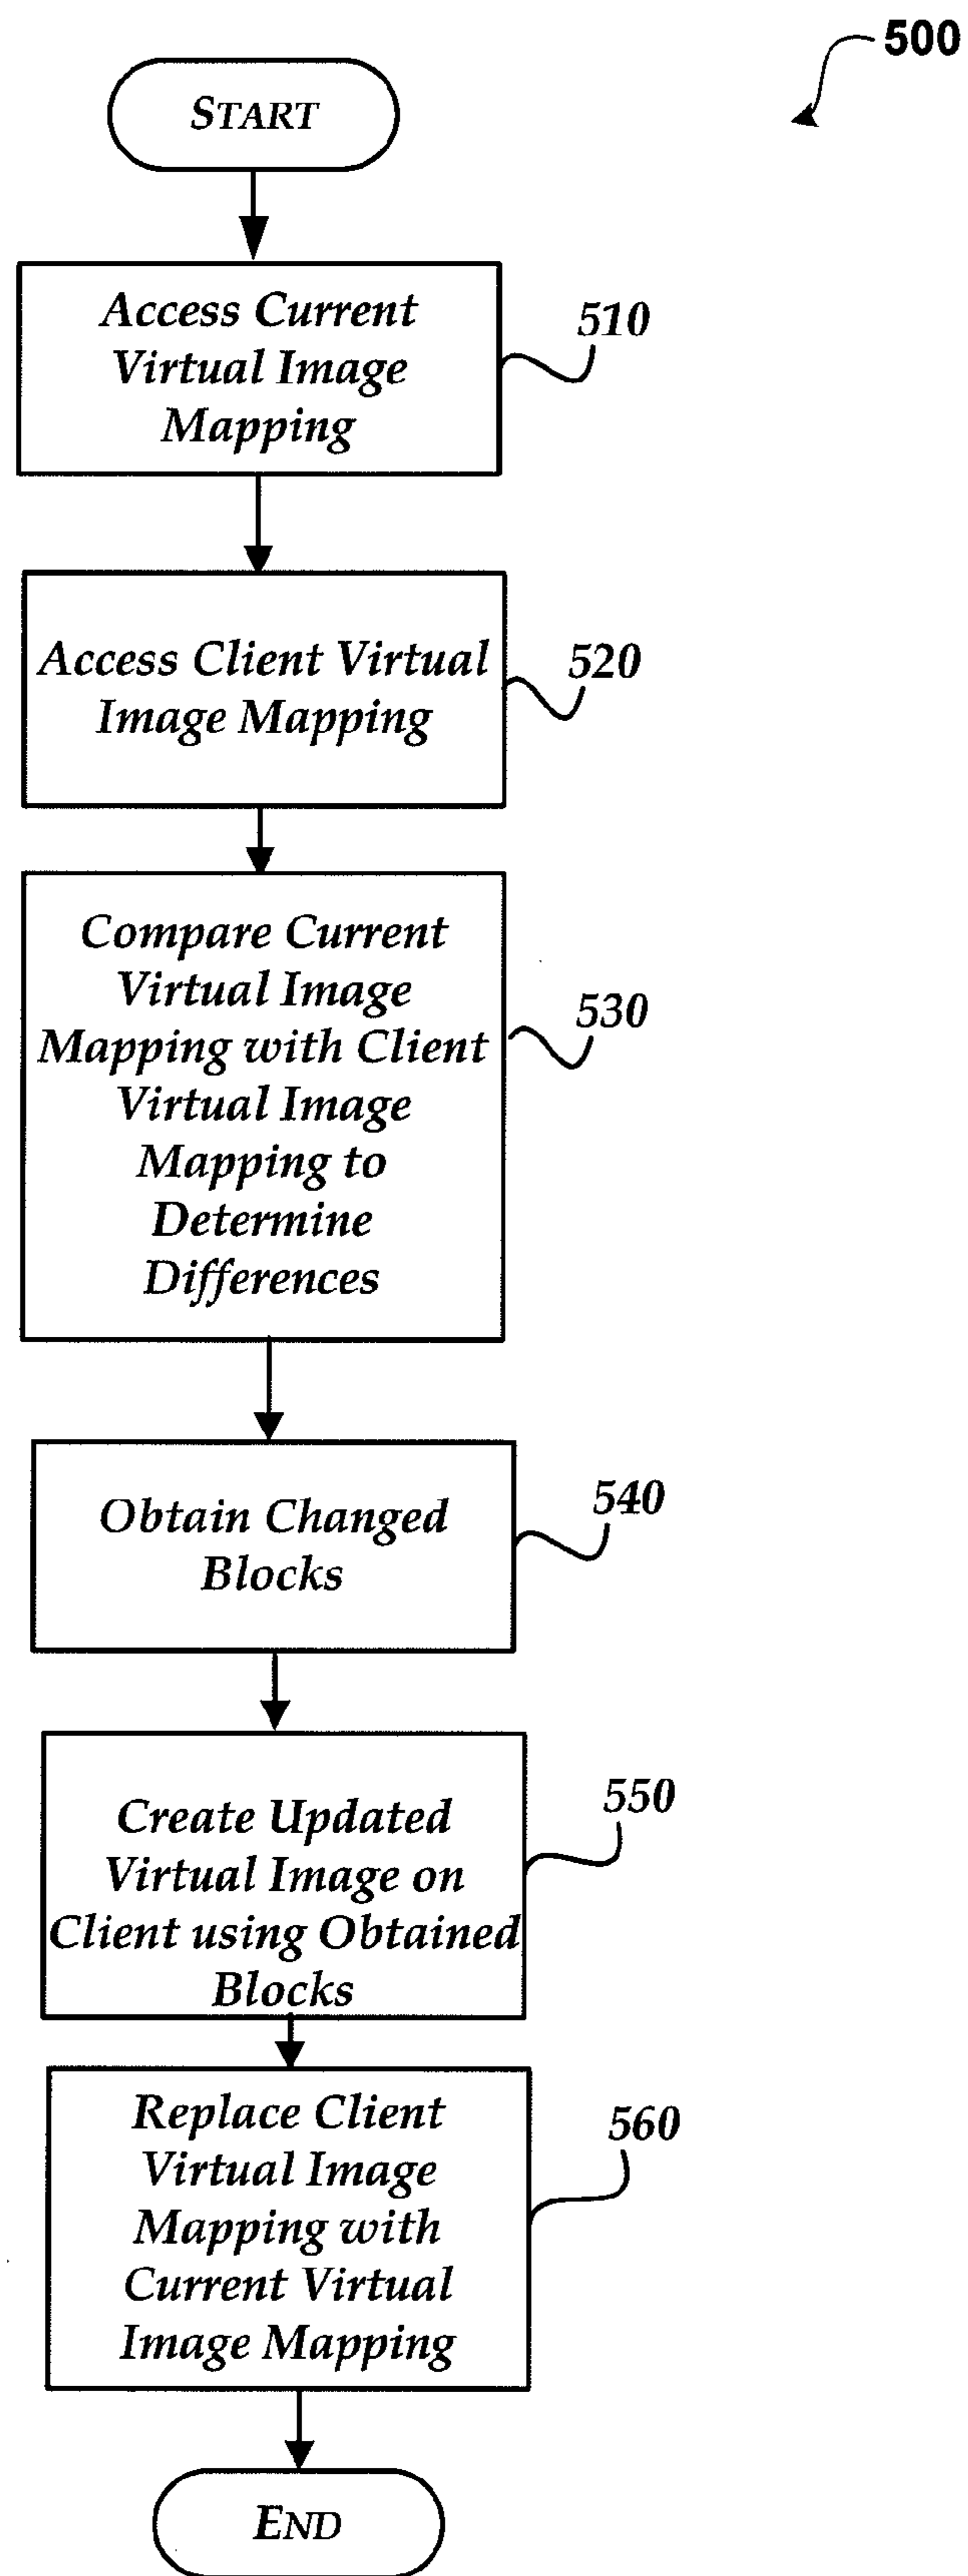 500
START
Access Current
Virtual Image
Mapping
510
Access Client Virtual
Image Mapping
520
Compare Current
Virtual Image
Mapping with Client
Virtual Image
Mapping to
Determine
Differences
530
Obtain Changed
Blocks
540
Create Updated
Virtual Image on
Client using Obtained
Blocks
550
Replace Client
Virtual Image
Mapping with
Current Virtual
Image Mapping
560
END